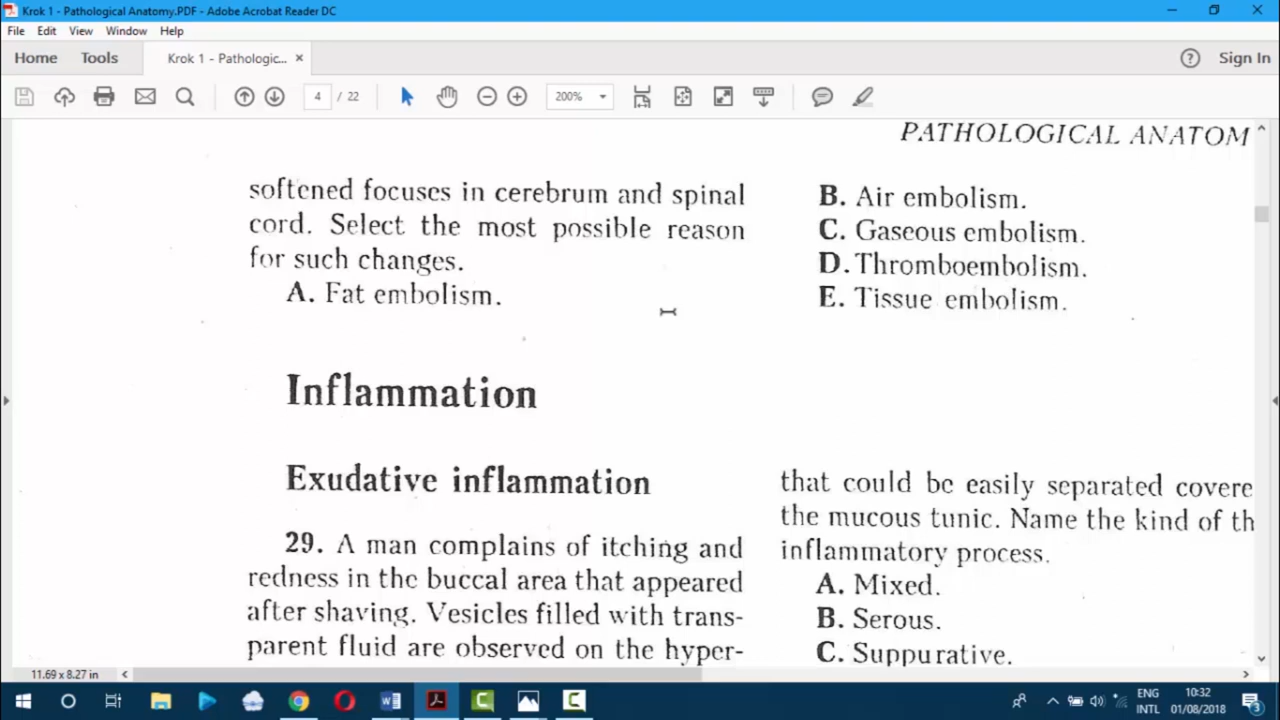 Krok 1 - Pathological Anatomy.PDF - Adobe Acrobat Reader DC
File Edit View Window Help
Home Tools Krok 1 - Pathologic... × Sign In
4 / 22 200%
PATHOLOGICAL ANATOM
softened focuses in cerebrum and spinal
cord. Select the most possible reason
for such changes.
A. Fat embolism.
B. Air embolism.
C. Gaseous embolism.
D. Thromboembolism.
E. Tissue embolism.
Inflammation
Exudative inflammation
29. A man complains of itching and
redness in the buccal area that appeared
after shaving. Vesicles filled with trans-
parent fluid are observed on the hyper-
that could be easily separated covere
the mucous tunic. Name the kind of th
inflammatory process.
A. Mixed.
B. Serous.
C. Suppurative.
11.69 x 8.27 in
ENG
INTL
10:32
01/08/2018
3